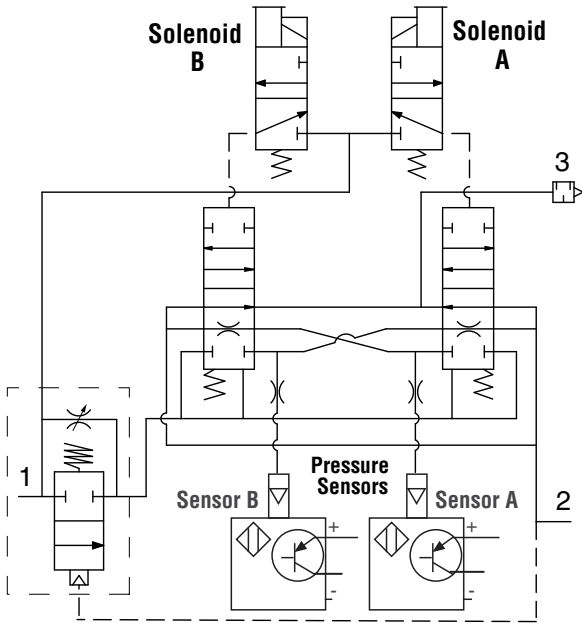 Solenoid
B
Solenoid
A
3
1
Pressure
Sensors
Sensor B
Sensor A
2
+
-
+
-